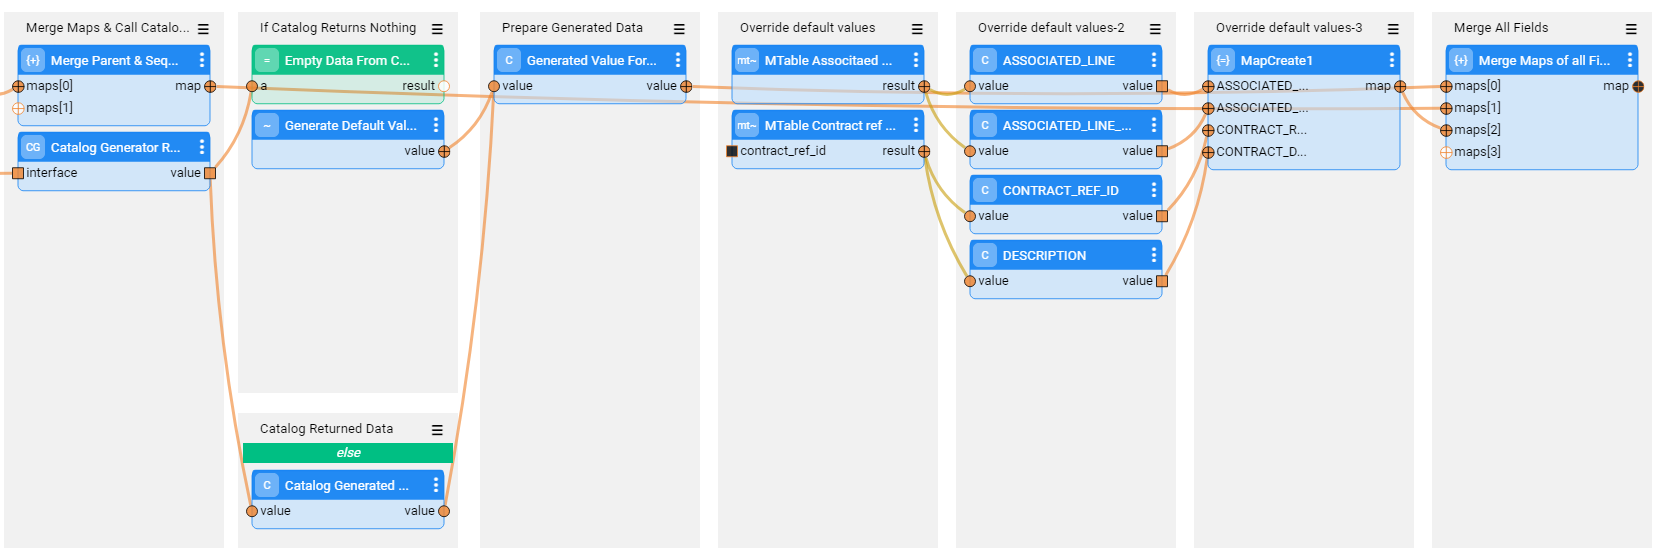 Merge Maps & Call Catalo...
{+} Merge Parent & Seq...
maps[0] map
maps[1]
CG Catalog Generator R...
interface value
If Catalog Returns Nothing
= Empty Data From C...
a result
~ Generate Default Val...
value
Catalog Returned Data
else
C Catalog Generated ...
value value
Prepare Generated Data
C Generated Value For...
value value
Override default values
mt~ MTable Associtaed ...
result
mt~ MTable Contract ref ...
contract_ref_id result
Override default values-2
C ASSOCIATED_LINE
value value
C ASSOCIATED_LINE_...
value value
C CONTRACT_REF_ID
value value
C DESCRIPTION
value value
Override default values-3
{=} MapCreate1
ASSOCIATED_... map
ASSOCIATED_...
CONTRACT_R...
CONTRACT_D...
Merge All Fields
{+} Merge Maps of all Fi...
maps[0] map
maps[1]
maps[2]
maps[3]